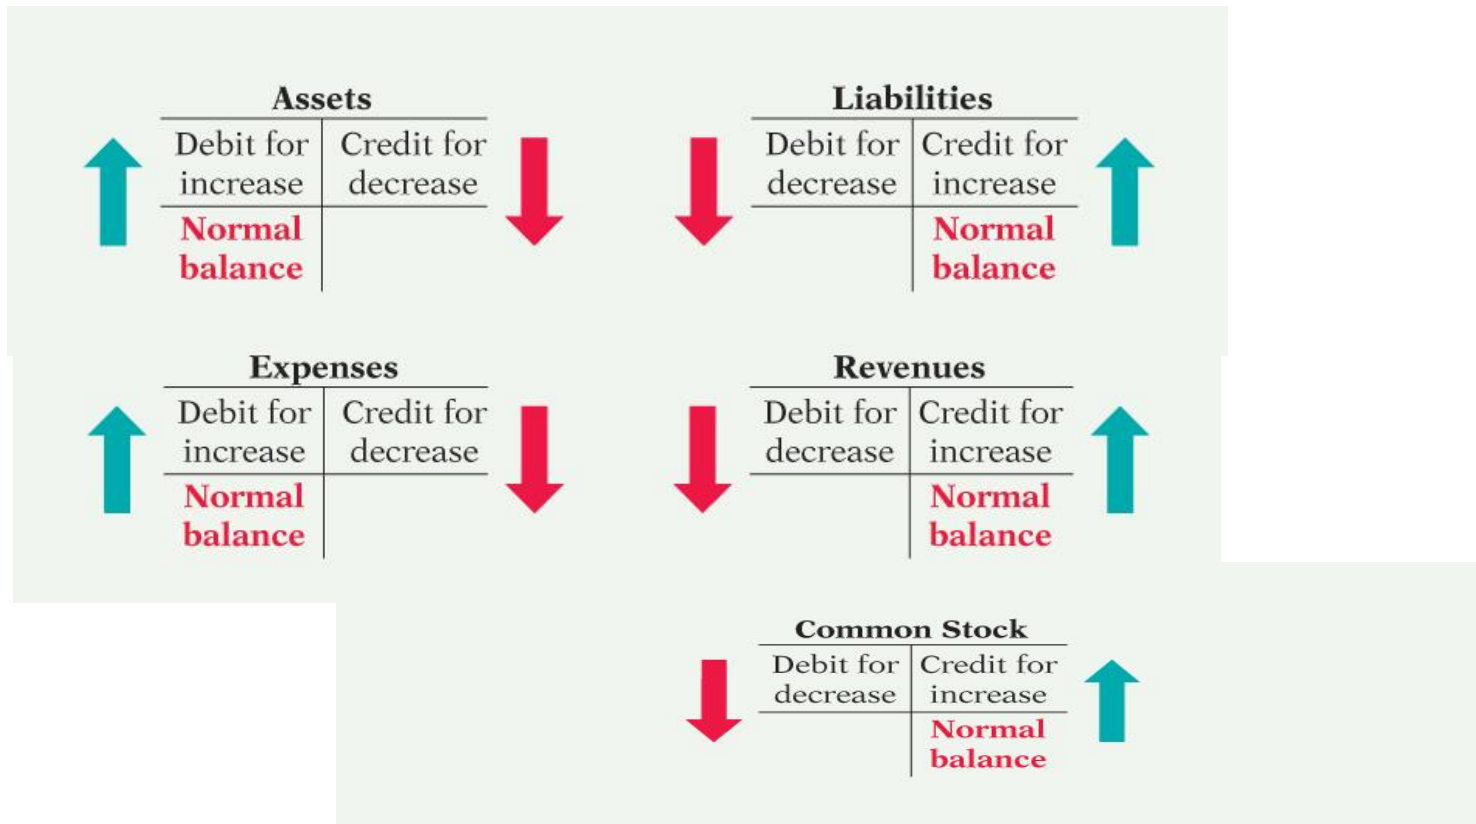 Assets
Debit for
increase
Credit for
decrease
Normal
balance
Liabilities
Debit for
decrease
Credit for
increase
Normal
balance
Expenses
Debit for
increase
Credit for
decrease
Normal
balance
Revenues
Debit for
decrease
Credit for
increase
Normal
balance
Common Stock
Debit for
decrease
Credit for
increase
Normal
balance